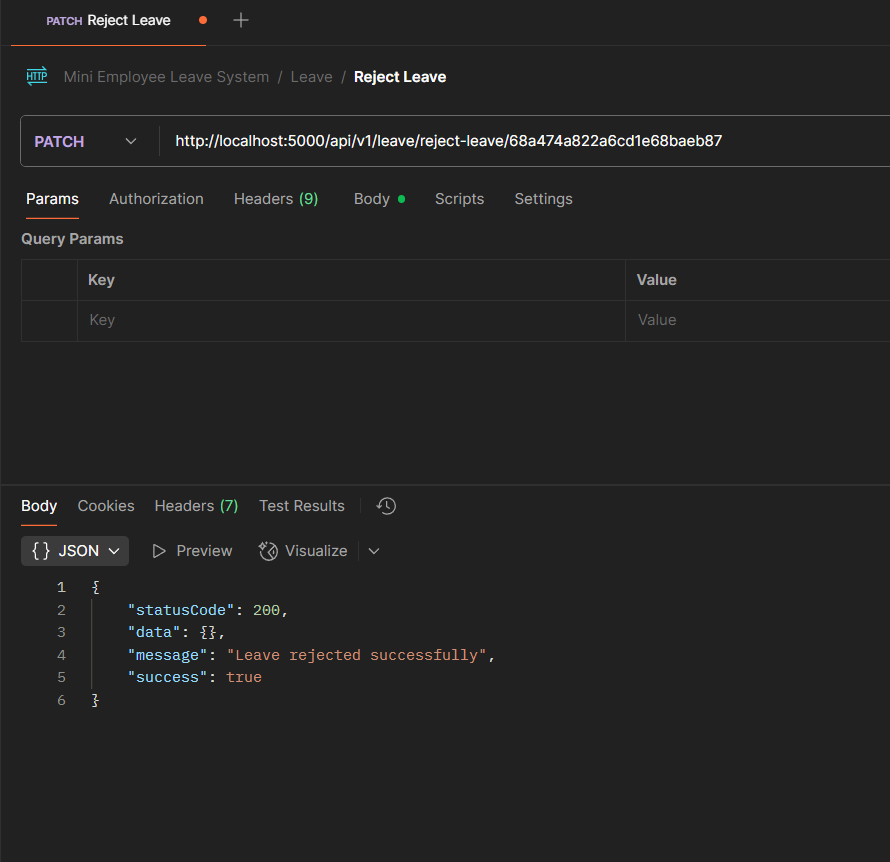 PATCH Reject Leave
HTTP Mini Employee Leave System / Leave / Reject Leave
PATCH http://localhost:5000/api/v1/leave/reject-leave/68a474a822a6cd1e68baeb87
Params Authorization Headers (9) Body Scripts Settings
Query Params
Key Value
Key Value
Body Cookies Headers (7) Test Results
{} JSON Preview Visualize
1 {
2 "statusCode": 200,
3 "data": {},
4 "message": "Leave rejected successfully",
5 "success": true
6 }